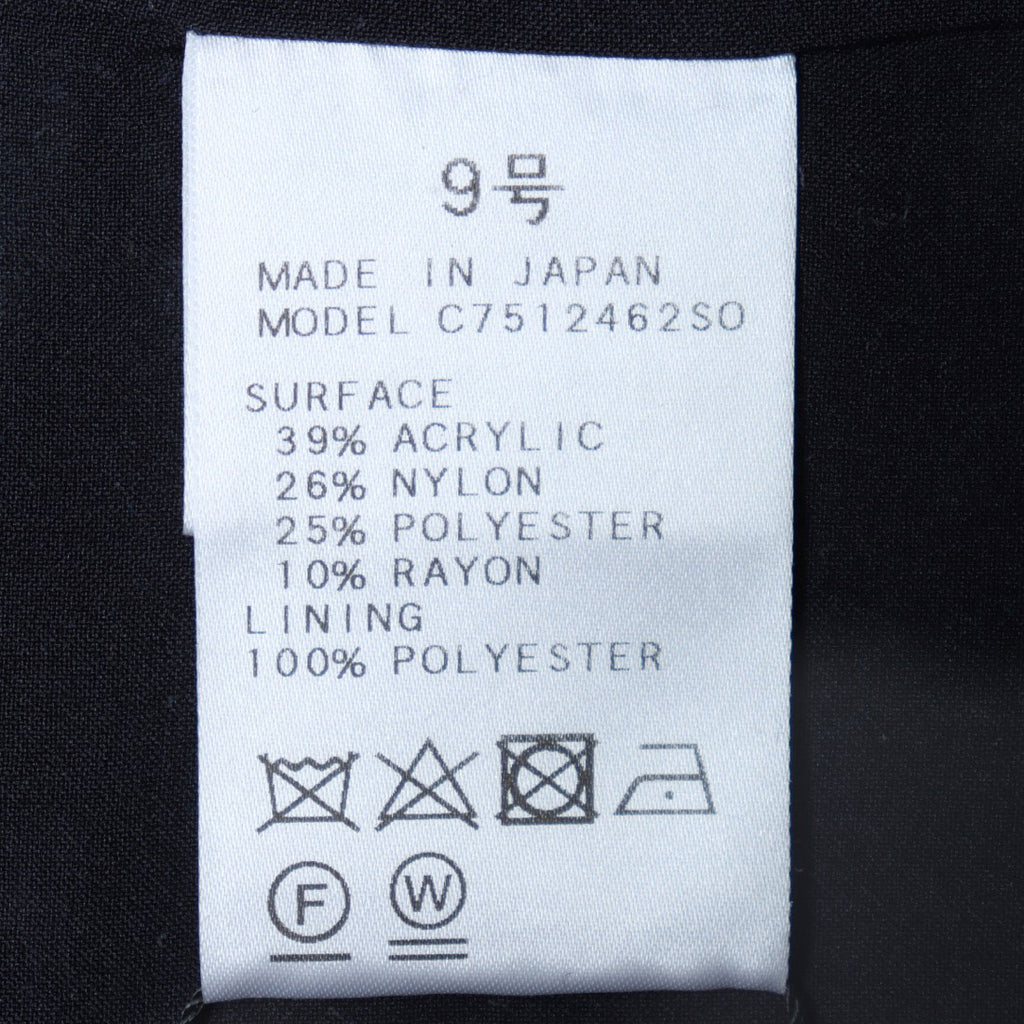 9号
MADE IN JAPAN
MODEL C7512462SO
SURFACE
39% ACRYLIC
26% NYLON
25% POLYESTER
10% RAYON
LINING
100% POLYESTER
F W